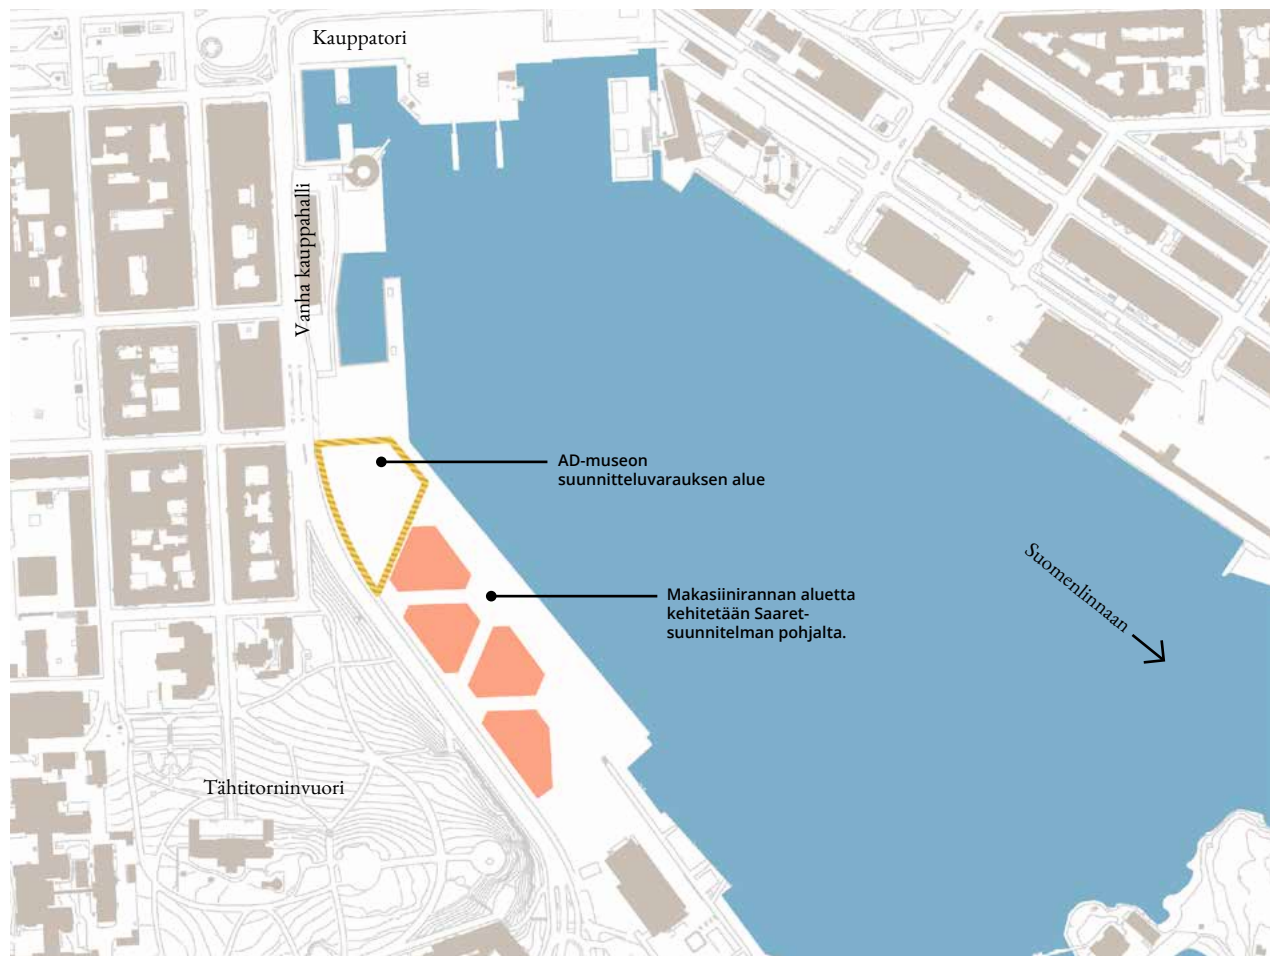 Kauppatori
Vanha kauppahalli
AD-museon
suunnitteluvarauksen alue
Suomenlinnaan
Makasiinirannan aluetta
kehitetään Saaret-
suunnitelman pohjalta.
Tähtitorninvuori